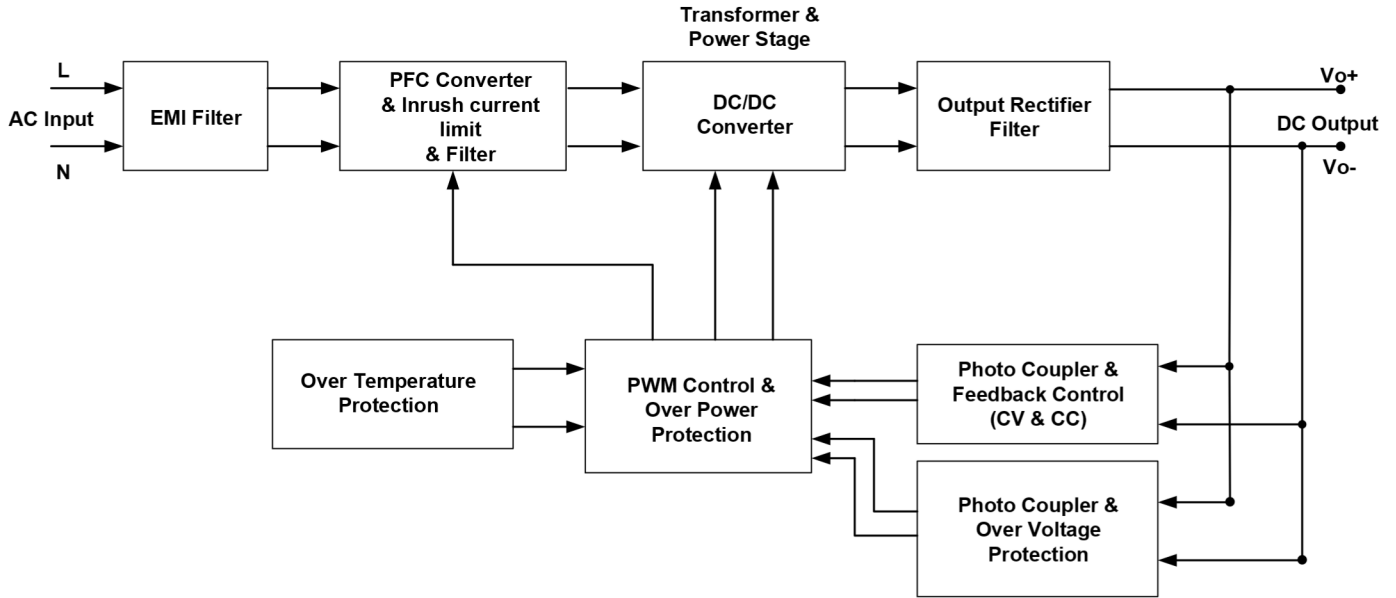 Transformer &
Power Stage
L
AC Input
N
EMI Filter
PFC Converter
& Inrush current
limit
& Filter
DC/DC
Converter
Output Rectifier
Filter
Vo+
DC Output
Vo-
Over Temperature
Protection
PWM Control &
Over Power
Protection
Photo Coupler &
Feedback Control
(CV & CC)
Photo Coupler &
Over Voltage
Protection